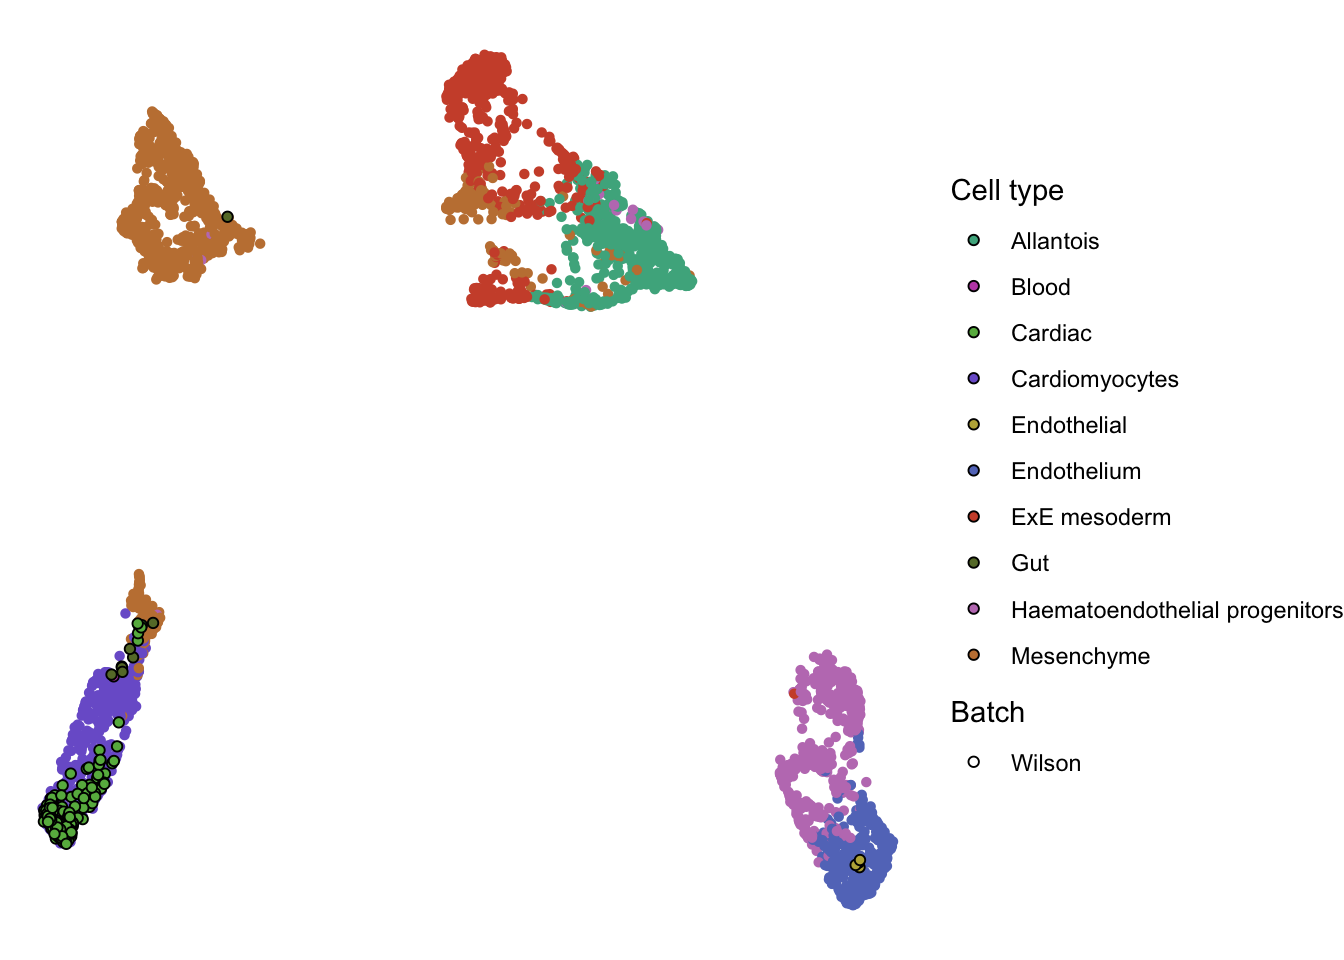 Cell type
Allantois
Blood
Cardiac
Cardiomyocytes
Endothelial
Endothelium
ExE mesoderm
Gut
Haematoendothelial progenitors
Mesenchyme
Batch
Wilson